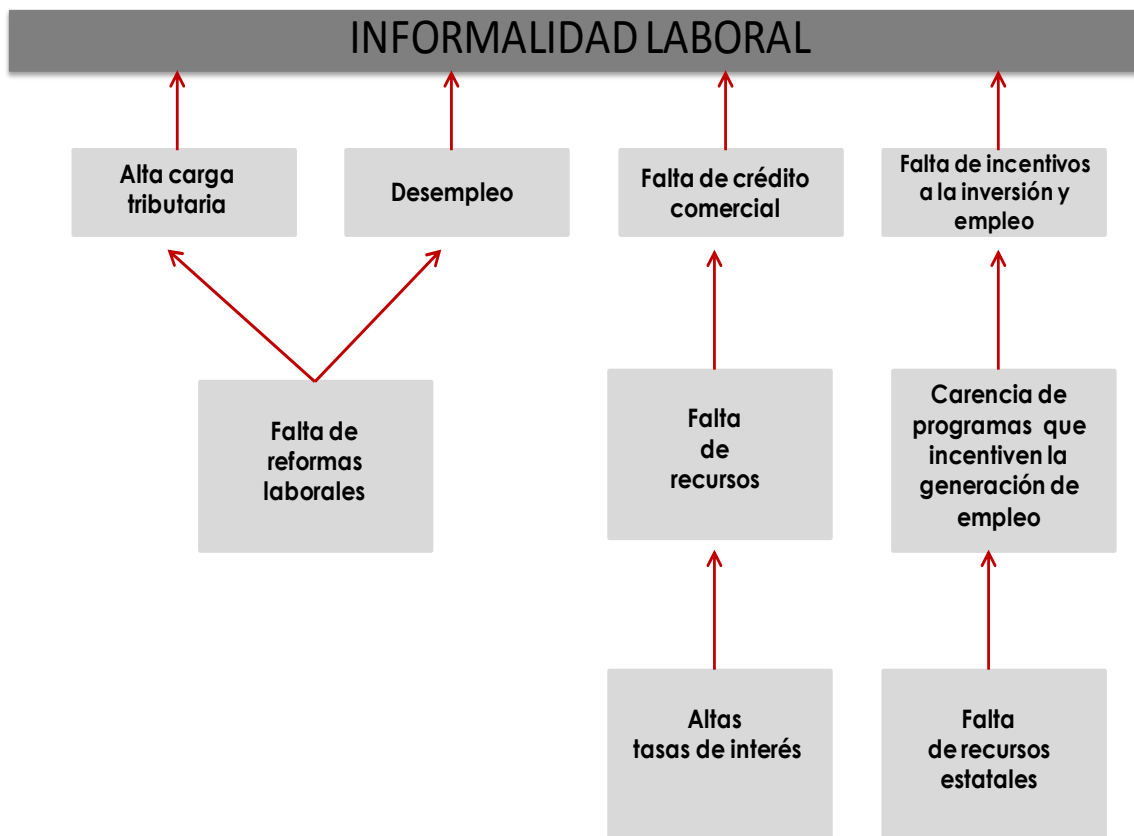 INFORMALIDAD LABORAL
Alta carga
tributaria
Desempleo
Falta de crédito
comercial
Falta de incentivos
a la inversión y
empleo
Falta de
reformas
laborales
Falta
de
recursos
Carencia de
programas que
incentiven la
generación de
empleo
Altas
tasas de interés
Falta
de recursos
estatales